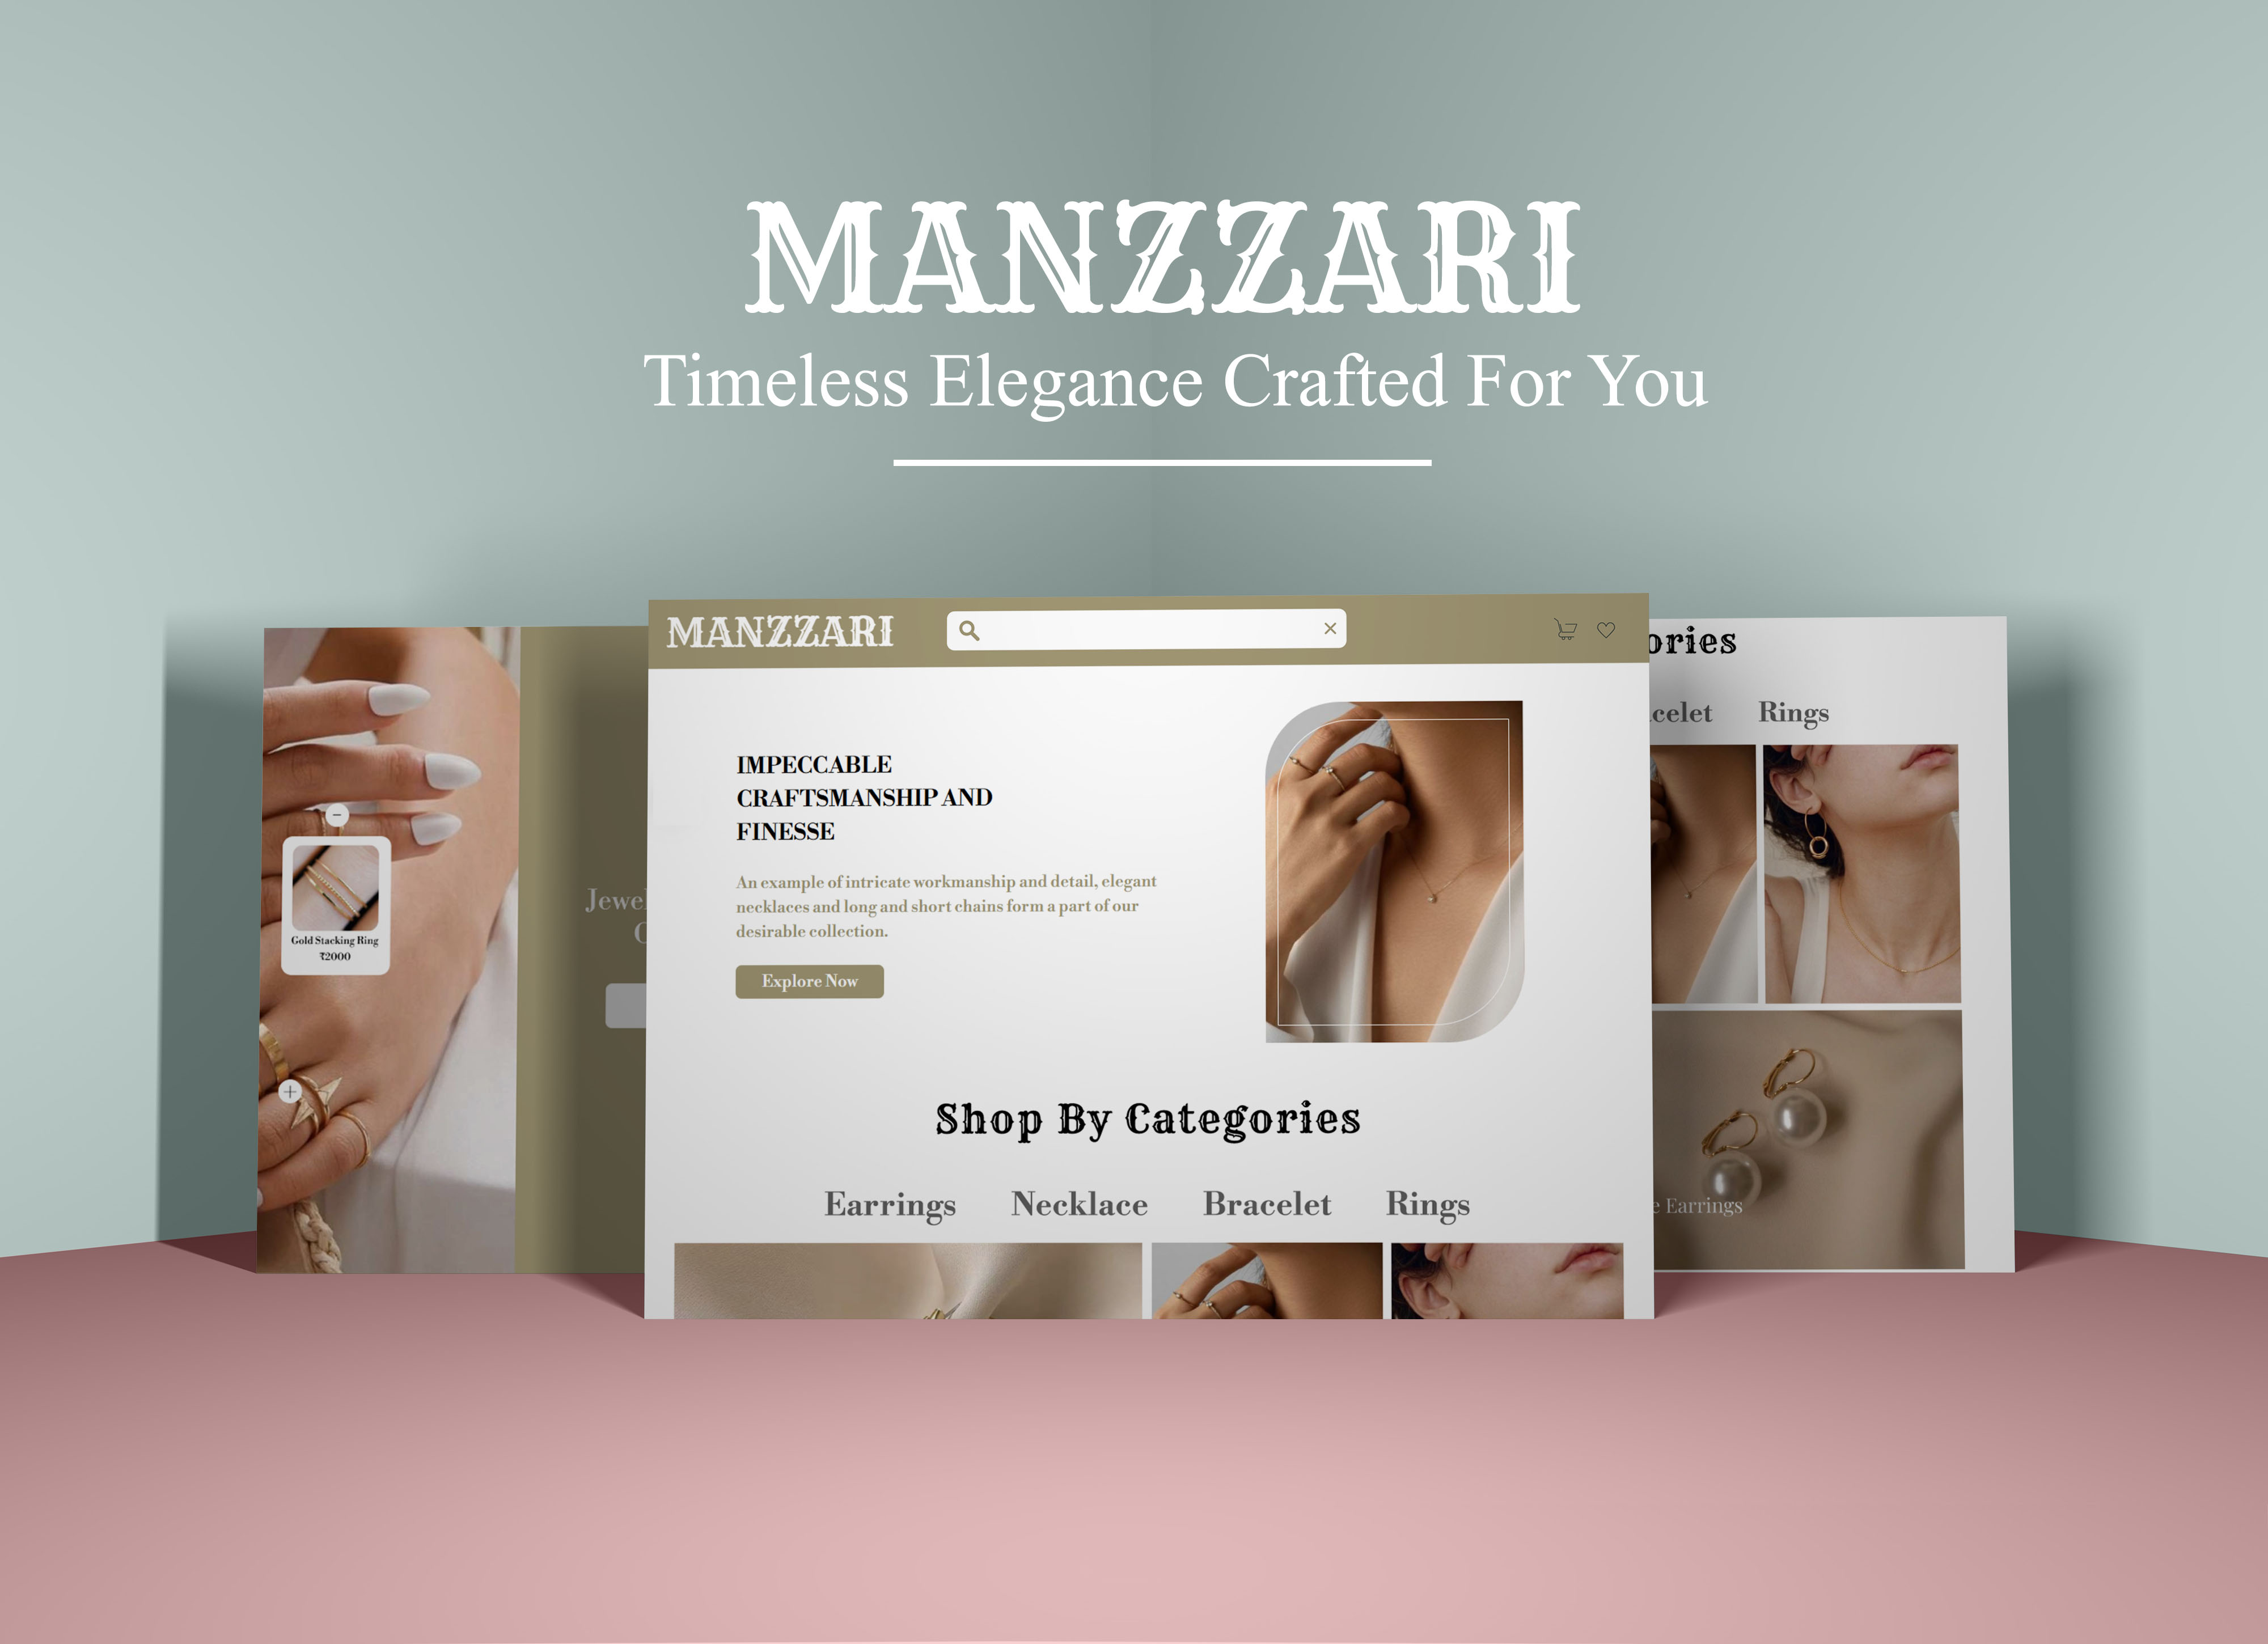 MANZZARI
Timeless Elegance Crafted For You
MANZZARI
IMPECCABLE
CRAFTSMANSHIP AND
FINESSE
An example of intricate workmanship and detail, elegant
necklaces and long and short chains form a part of our
desirable collection.
Explore Now
Shop By Categories
Earrings Necklace Bracelet Rings
Gold Stacking Ring
₹2000
Rings
Earrings